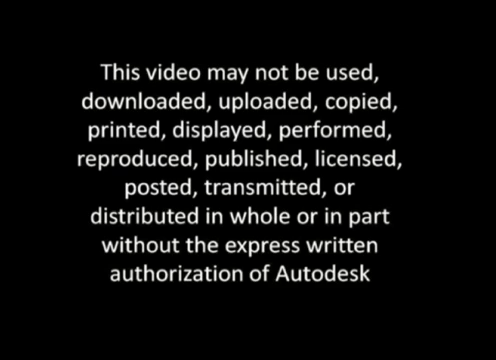 This video may not be used,
downloaded, uploaded, copied,
printed, displayed, performed,
reproduced, published, licensed,
posted, transmitted, or
distributed in whole or in part
without the express written
authorization of Autodesk